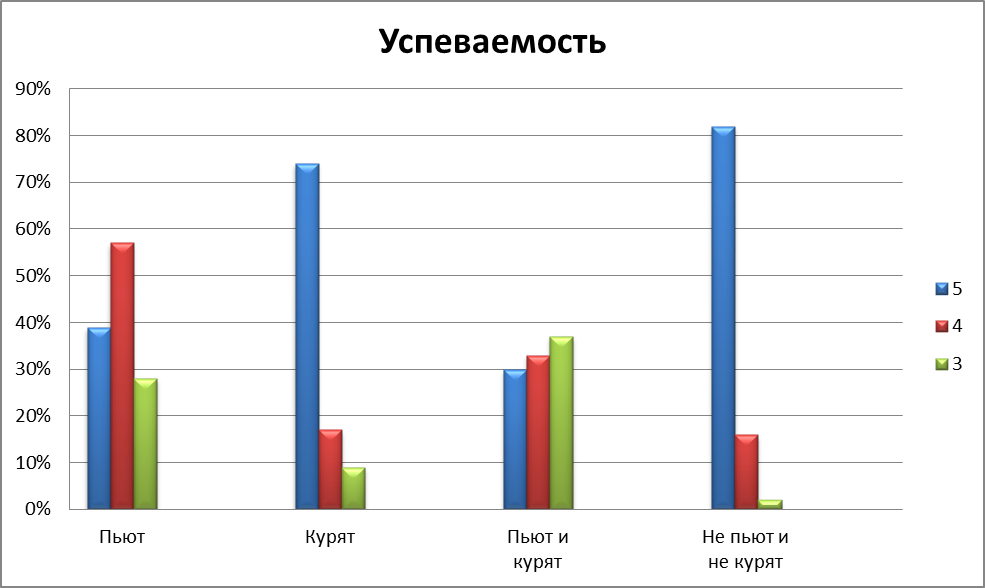 Успеваемость
90%
80%
70%
60%
50%
40%
30%
20%
10%
0%
Пьют
Курят
Пьют и
курят
Не пьют и
не курят
5
4
3